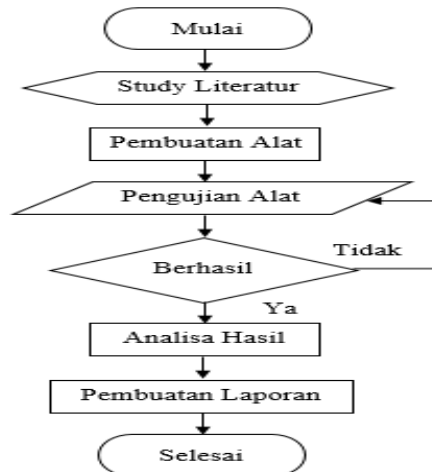 Mulai
Study Literatur
Pembuatan Alat
Pengujian Alat
Tidak
Berhasil
Ya
Analisa Hasil
Pembuatan Laporan
Selesai